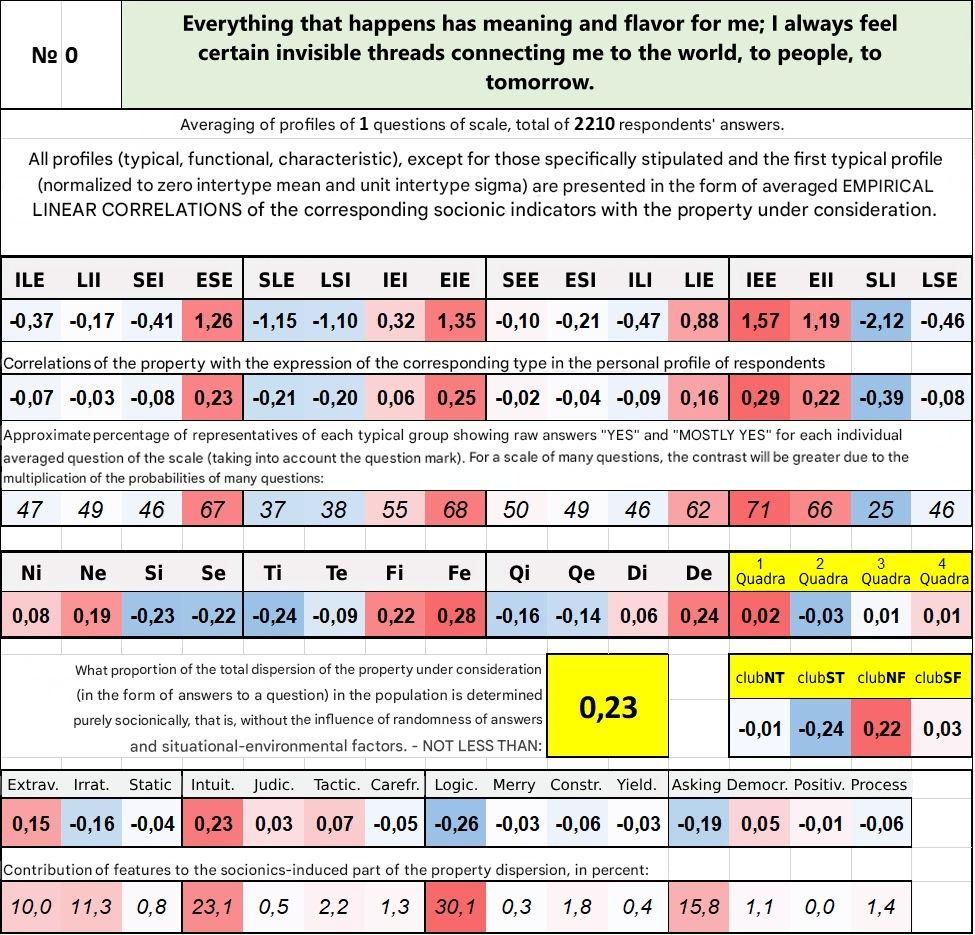 № 0
Everything that happens has meaning and flavor for me; I always feel
certain invisible threads connecting me to the world, to people, to
tomorrow.
Averaging of profiles of 1 questions of scale, total of 2210 respondents' answers.
All profiles (typical, functional, characteristic), except for those specifically stipulated and the first typical profile
(normalized to zero intertype mean and unit intertype sigma) are presented in the form of averaged EMPIRICAL
LINEAR CORRELATIONS of the corresponding socionic indicators with the property under consideration.
ILE LII SEI ESE SLE LSI IEI EIE SEE ESI ILI LIE IEE EII SLI LSE
-0,37 -0,17 -0,41 1,26 -1,15 -1,10 0,32 1,35 -0,10 -0,21 -0,47 0,88 1,57 1,19 -2,12 -0,46
Correlations of the property with the expression of the corresponding type in the personal profile of respondents
-0,07 -0,03 -0,08 0,23 -0,21 -0,20 0,06 0,25 -0,02 -0,04 -0,09 0,16 0,29 0,22 -0,39 -0,08
Approximate percentage of representatives of each typical group showing raw answers "YES" and "MOSTLY YES" for each individual
averaged question of the scale (taking into account the question mark). For a scale of many questions, the contrast will be greater due to the
multiplication of the probabilities of many questions:
47 49 46 67 37 38 55 68 50 49 46 62 71 66 25 46
Ni Ne Si Se Ti Te Fi Fe Qi Qe Di De 1 Quadra 2 Quadra 3 Quadra 4 Quadra
0,08 0,19 -0,23 -0,22 -0,24 -0,09 0,22 0,28 -0,16 -0,14 0,06 0,24 0,02 -0,03 0,01 0,01
What proportion of the total dispersion of the property under consideration
(in the form of answers to a question) in the population is determined
purely socionically, that is, without the influence of randomness of answers
and situational-environmental factors. - NOT LESS THAN:
0,23
clubNT clubST clubNF clubSF
-0,01 -0,24 0,22 0,03
Extrav. Irrat. Static Intuit. Judic. Tactic. Carefr. Logic. Merry Constr. Yield. Asking Democr. Positiv. Process
0,15 -0,16 -0,04 0,23 0,03 0,07 -0,05 -0,26 -0,03 -0,06 -0,03 -0,19 0,05 -0,01 -0,06
Contribution of features to the socionics-induced part of the property dispersion, in percent:
10,0 11,3 0,8 23,1 0,5 2,2 1,3 30,1 0,3 1,8 0,4 15,8 1,1 0,0 1,4